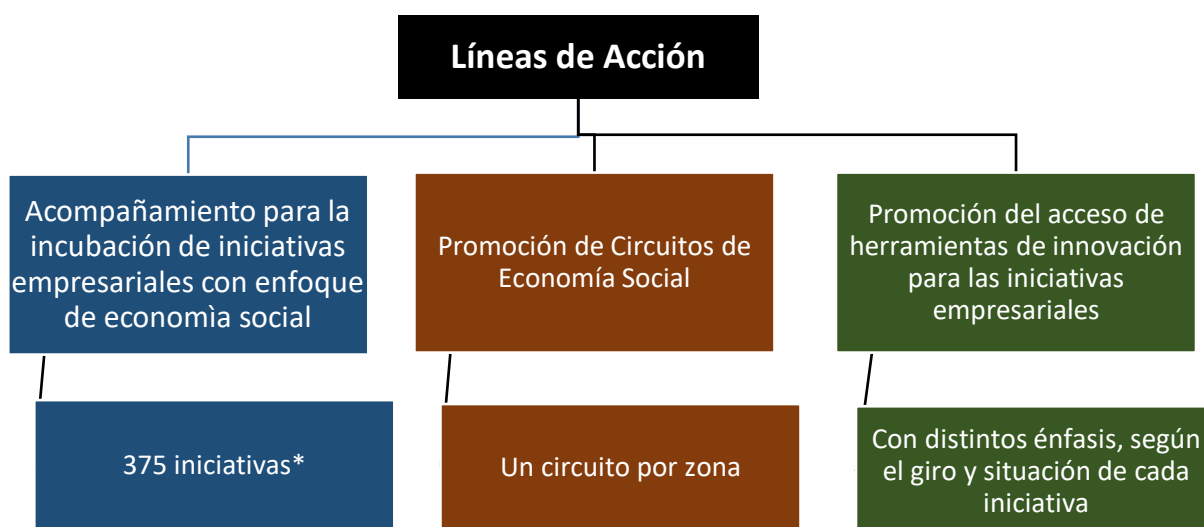 Líneas de Acción
Acompañamiento para la
incubación de iniciativas
empresariales con enfoque
de economìa social
Promoción de Circuitos de
Economía Social
Promoción del acceso de
herramientas de innovación
para las iniciativas
empresariales
375 iniciativas*
Un circuito por zona
Con distintos énfasis, según
el giro y situación de cada
iniciativa